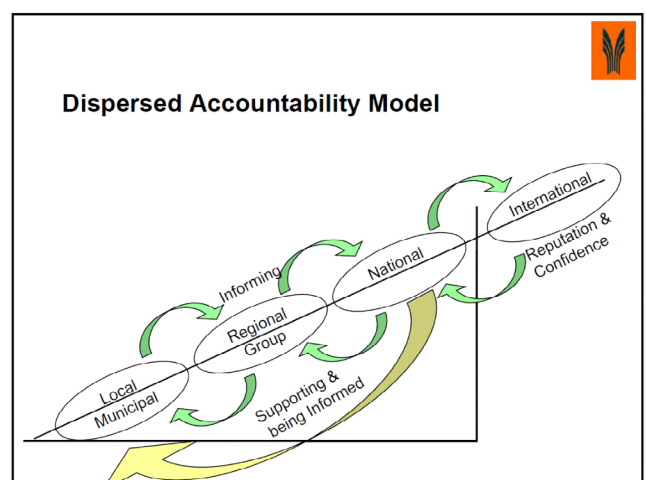 Dispersed Accountability Model
International
Reputation &
Confidence
National
Informing
Regional
Group
Supporting &
being Informed
Local
Municipal